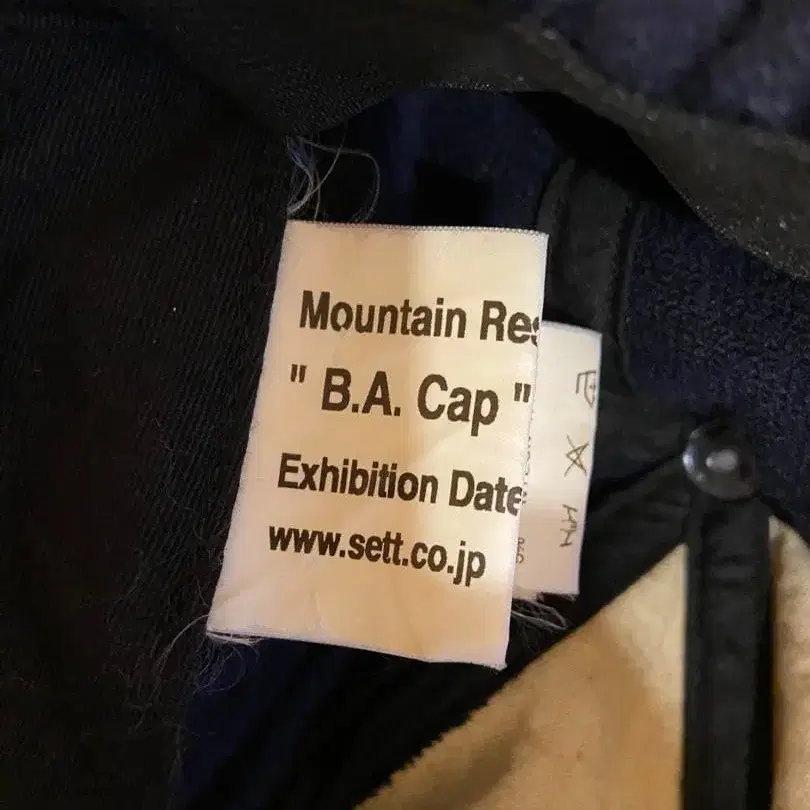 Mountain Res
" B.A. Cap "
Exhibition Date
www.sett.co.jp